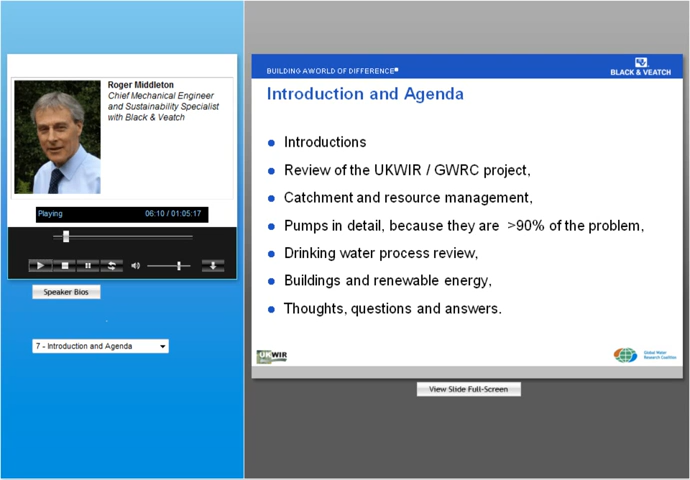 Roger Middleton
Chief Mechanical Engineer
and Sustainability Specialist
with Black & Veatch
Playing 06:10 / 01:05:17
Speaker Bios
7 - Introduction and Agenda
BUILDING A WORLD OF DIFFERENCE
BLACK & VEATCH
Introduction and Agenda
Introductions
Review of the UKWIR / GWRC project,
Catchment and resource management,
Pumps in detail, because they are >90% of the problem,
Drinking water process review,
Buildings and renewable energy,
Thoughts, questions and answers.
UKWIR
Global Water
Research Coalition
View Slide Full-Screen